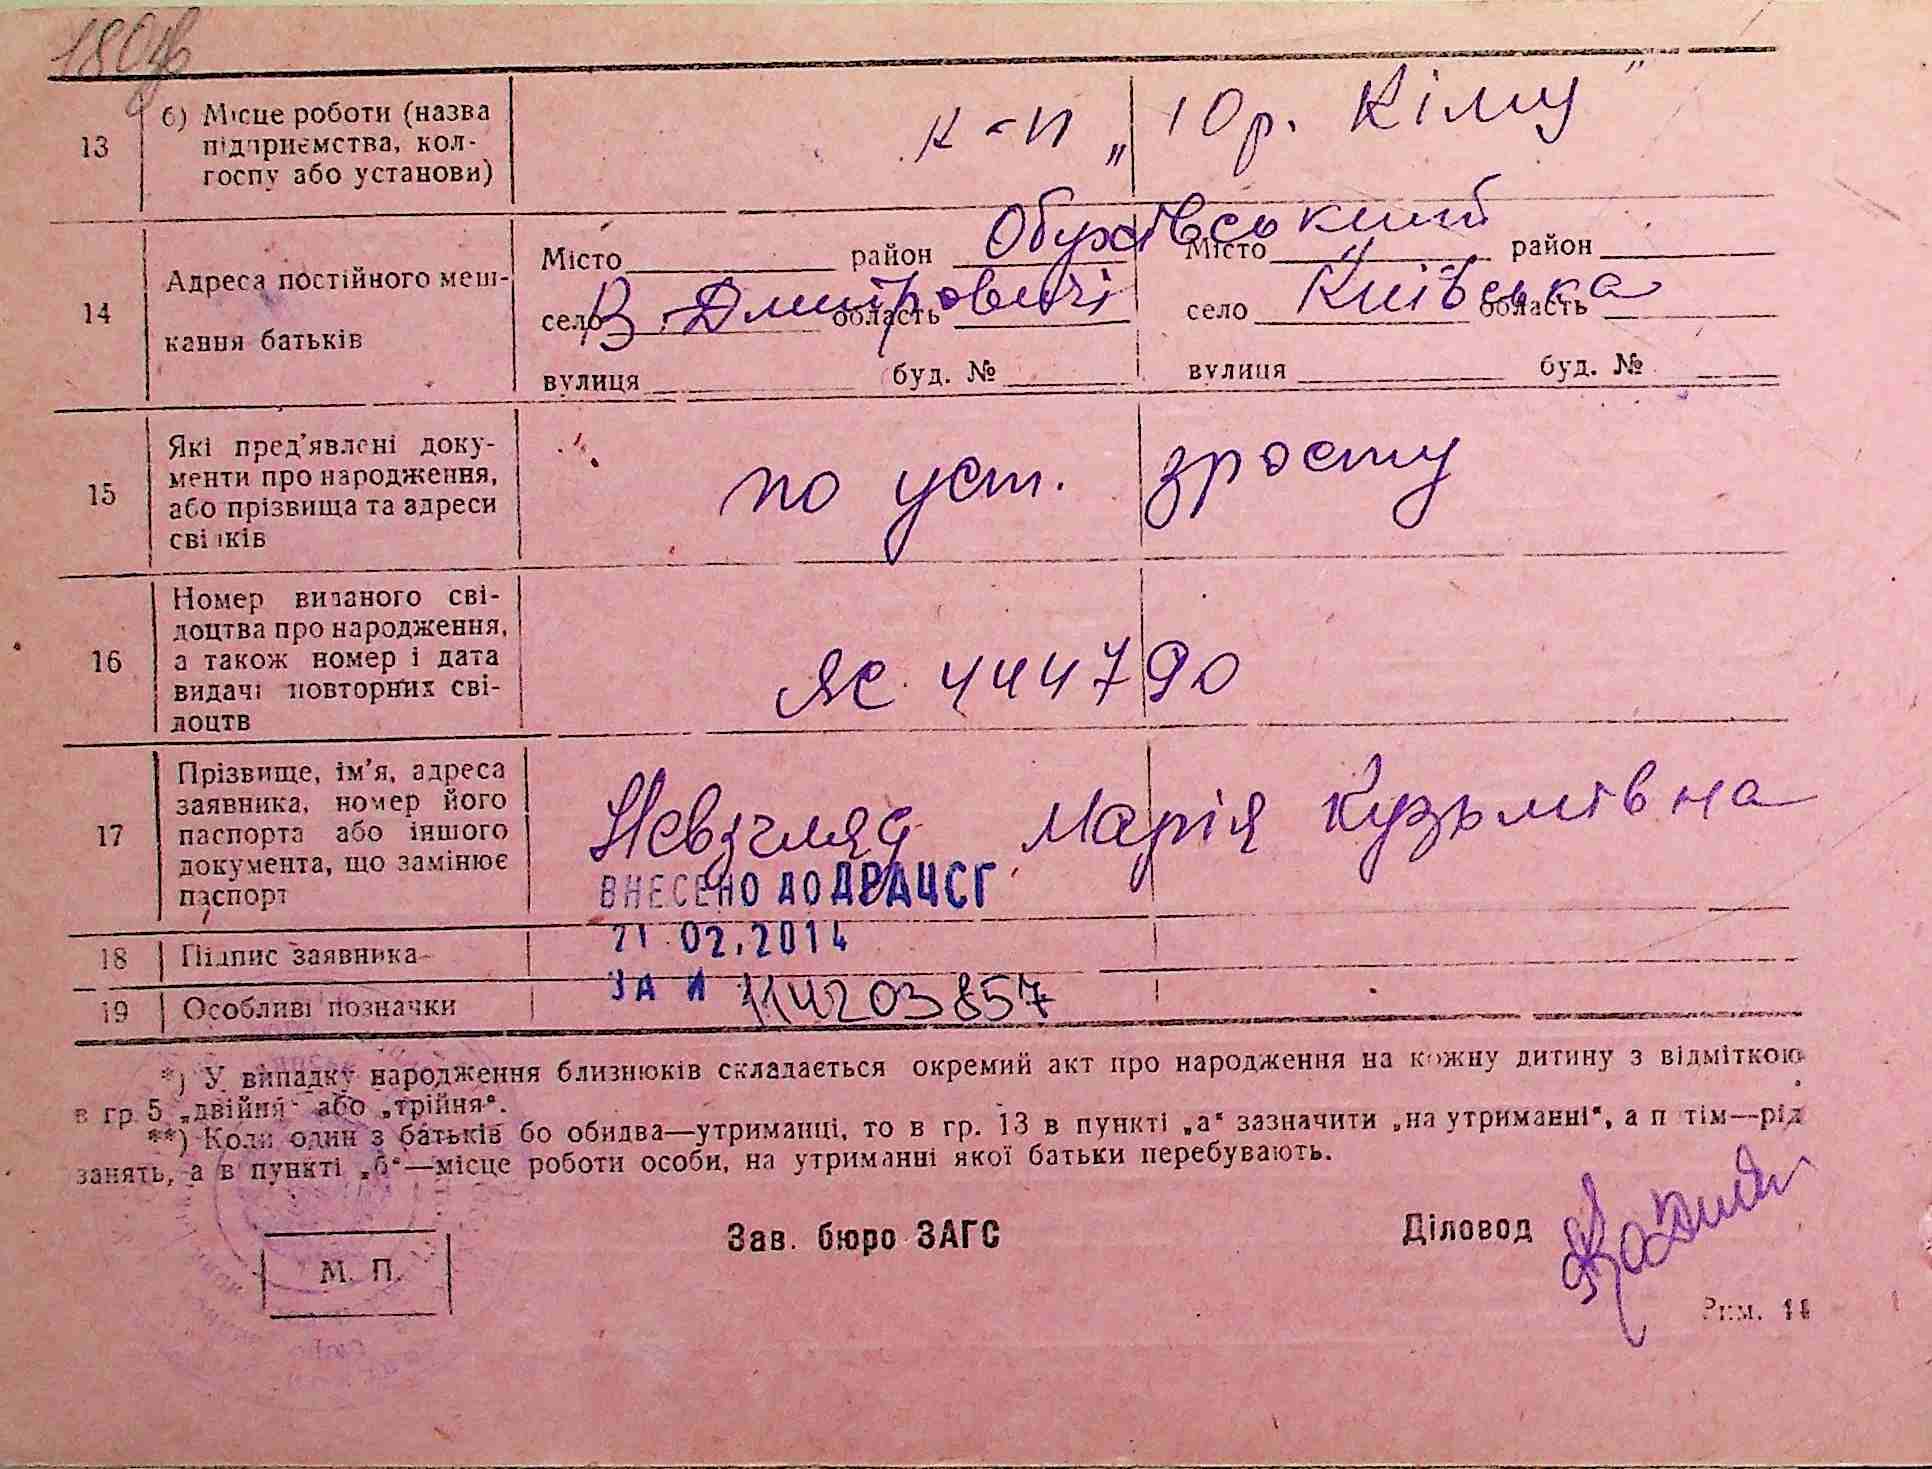 180 зв
13 б) Місце роботи (назва підприємства, колгоспу або установи) к-п „10 р. Кіму"
14 Адреса постійного мешкання батьків
Місто район Обухівський Місто район
село В. Дмитровичі область село Київська область
вулиця буд. № вулиця буд. №
15 Які пред'явлені документи про народження, або прізвища та адреси свідків по уст. зросту
16 Номер виданого свідоцтва про народження, а також номер і дата видачі повторних свідоцтв ЯС 444790
17 Прізвище, ім'я, адреса заявника, номер його паспорта або іншого документа, що замінює паспорт Невзгляд Марія Кузьмівна
ВНЕСЕНО ДО ДРАЦСГ
18 Підпис заявника 21 02.2014
19 Особливі позначки ЗА № 114203857
*) У випадку народження близнюків складається окремий акт про народження на кожну дитину з відміткою
в гр. 5 „двійня" або „трійня".
**) Коли один з батьків бо обидва—утриманці, то в гр. 13 в пункті „а" зазначити „на утриманні", а п тім—рід
занять, а в пункті „б"—місце роботи особи, на утриманні якої батьки перебувають.
Зав. бюро ЗАГС Діловод
М. П.